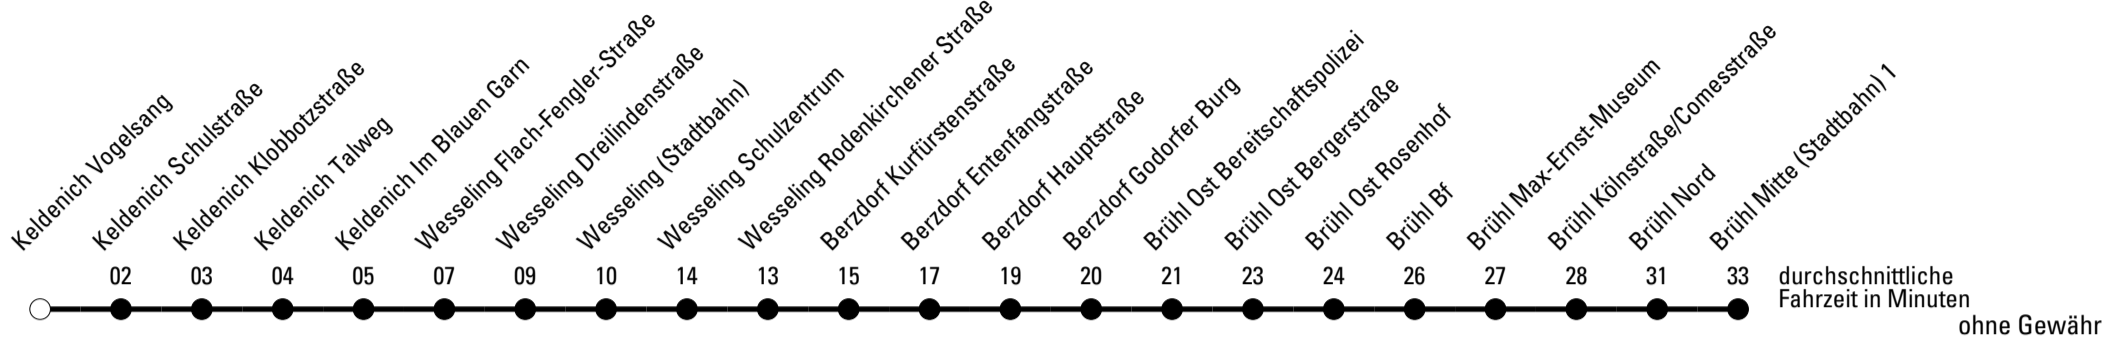 Keldenich Vogelsang
Keldenich Schulstraße
Keldenich Klobbotzstraße
Keldenich Talweg
Keldenich Im Blauen Garn
Wesseling Flach-Fengler-Straße
Wesseling Dreilindenstraße
Wesseling (Stadtbahn)
Wesseling Schulzentrum
Wesseling Rodenkirchener Straße
Berzdorf Kurfürstenstraße
Berzdorf Entenfangstraße
Berzdorf Hauptstraße
Berzdorf Godorfer Burg
Brühl Ost Bereitschaftspolizei
Brühl Ost Bergerstraße
Brühl Ost Rosenhof
Brühl Bf
Brühl Max-Ernst-Museum
Brühl Kölnstraße/Comesstraße
Brühl Nord
Brühl Mitte (Stadtbahn) 1
02 03 04 05 07 09 10 14 13 15 17 19 20 21 23 24 26 27 28 31 33
durchschnittliche
Fahrzeit in Minuten
ohne Gewähr